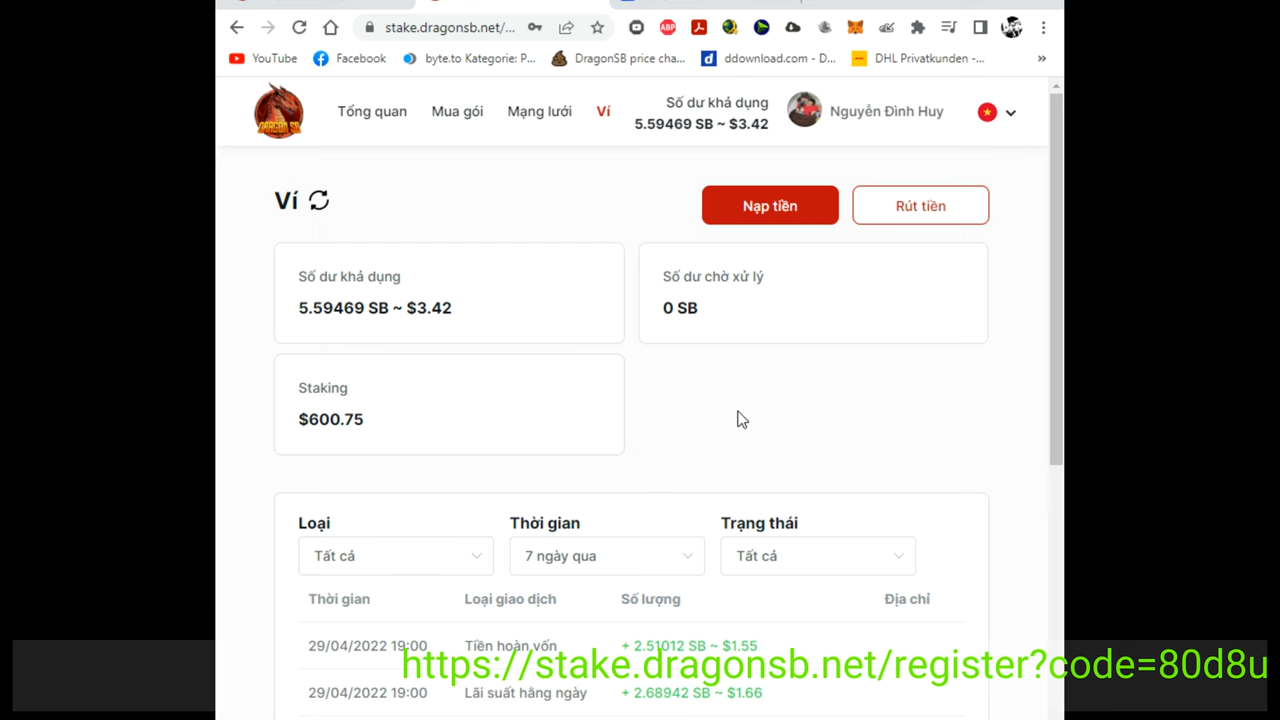 stake.dragonsb.net/...
YouTube
Facebook
byte.to Kategorie: P...
DragonSB price cha...
ddownload.com - D...
DHL Privatkunden -...
»
DRAGON SB
Tổng quan
Mua gói
Mạng lưới
Ví
Số dư khả dụng
5.59469 SB ~ $3.42
Nguyễn Đình Huy
Ví
Nạp tiền
Rút tiền
Số dư khả dụng
5.59469 SB ~ $3.42
Số dư chờ xử lý
0 SB
Staking
$600.75
Loại
Thời gian
Trạng thái
Tất cả
7 ngày qua
Tất cả
Thời gian
Loại giao dịch
Số lượng
Địa chỉ
29/04/2022 19:00
Tiền hoàn vốn
+ 2.51012 SB ~ $1.55
https://stake.dragonsb.net/register?code=80d8u
29/04/2022 19:00
Lãi suất hằng ngày
+ 2.68942 SB ~ $1.66